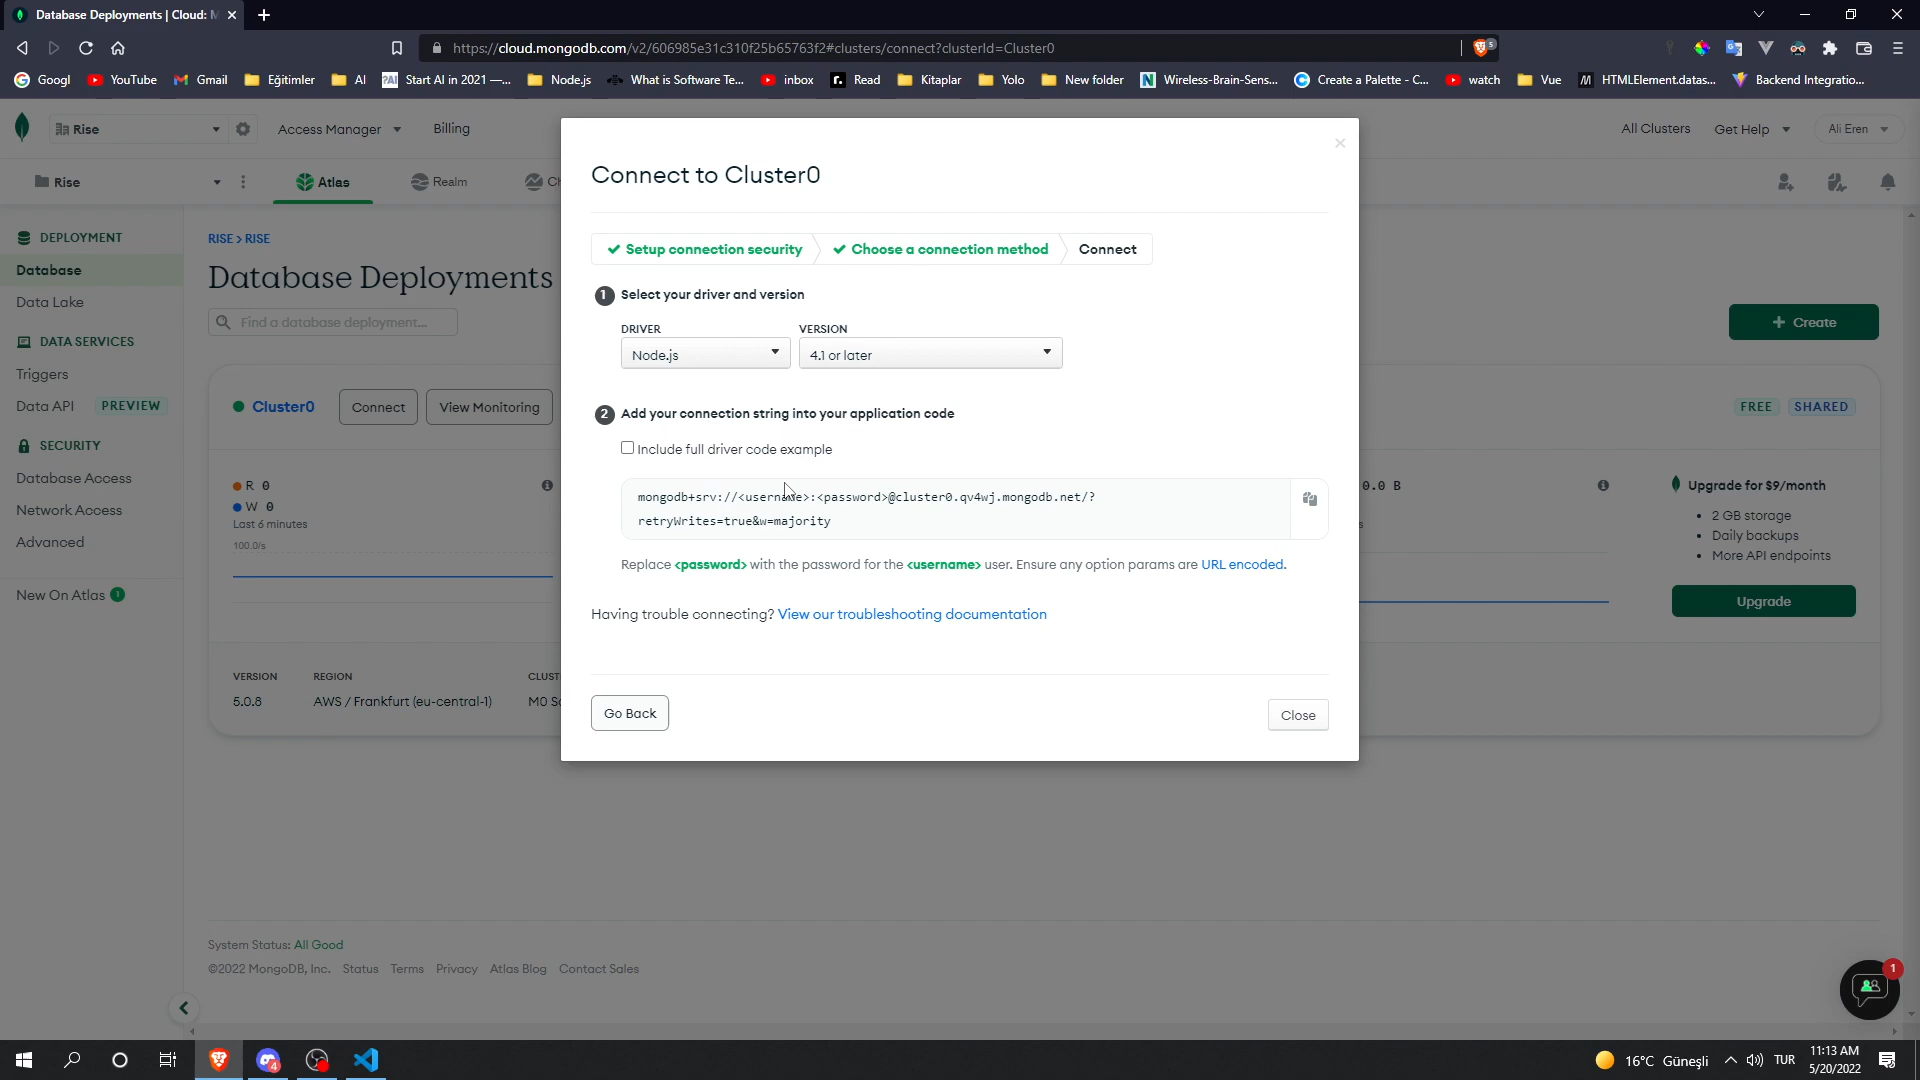 Database Deployments | Cloud: M
https://cloud.mongodb.com/v2/606985e31c310f25b65763f2#clusters/connect?clusterId=Cluster0
5
Googl YouTube Gmail Eğitimler AI Start AI in 2021 —... Node.js What is Software Te... inbox Read Kitaplar Yolo New folder Wireless-Brain-Sens... Create a Palette - C... watch Vue HTMLElement.datas... Backend Integratio...
Rise Access Manager Billing All Clusters Get Help Ali Eren
Rise Atlas Realm Ch
DEPLOYMENT
Database
Data Lake
DATA SERVICES
Triggers
Data API PREVIEW
SECURITY
Database Access
Network Access
Advanced
New On Atlas 1
RISE > RISE
Database Deployments
Find a database deployment...
+ Create
Cluster0 Connect View Monitoring
FREE SHARED
R 0
W 0
Last 6 minutes
100.0/s
0.0 B
s
Upgrade for $9/month
• 2 GB storage
• Daily backups
• More API endpoints
Upgrade
VERSION REGION CLUST
5.0.8 AWS / Frankfurt (eu-central-1) M0 Sa
Connect to Cluster0
Setup connection security Choose a connection method Connect
1 Select your driver and version
DRIVER VERSION
Node.js 4.1 or later
2 Add your connection string into your application code
Include full driver code example
mongodb+srv://<username>:<password>@cluster0.qv4wj.mongodb.net/?
retryWrites=true&w=majority
Replace <password> with the password for the <username> user. Ensure any option params are URL encoded.
Having trouble connecting? View our troubleshooting documentation
Go Back Close
System Status: All Good
©2022 MongoDB, Inc. Status Terms Privacy Atlas Blog Contact Sales
1
4
16°C Güneşli TUR 11:13 AM
5/20/2022